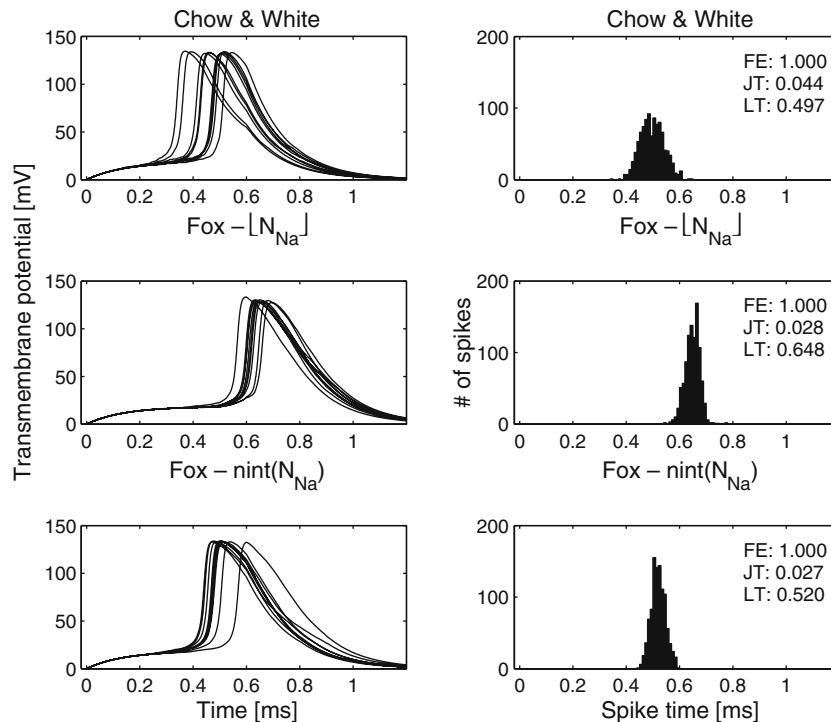 Chow & White
Chow & White
Transmembrane potential [mV]
150
100
50
0
0 0.2 0.4 0.6 0.8 1
200
100
0
0 0.2 0.4 0.6 0.8 1
FE: 1.000
JT: 0.044
LT: 0.497
Fox – ⌊N_Na⌋
Fox – ⌊N_Na⌋
150
100
50
0
0 0.2 0.4 0.6 0.8 1
# of spikes
200
100
0
0 0.2 0.4 0.6 0.8 1
FE: 1.000
JT: 0.028
LT: 0.648
Fox – nint(N_Na)
Fox – nint(N_Na)
150
100
50
0
0 0.2 0.4 0.6 0.8 1
Time [ms]
200
100
0
0 0.2 0.4 0.6 0.8 1
FE: 1.000
JT: 0.027
LT: 0.520
Spike time [ms]